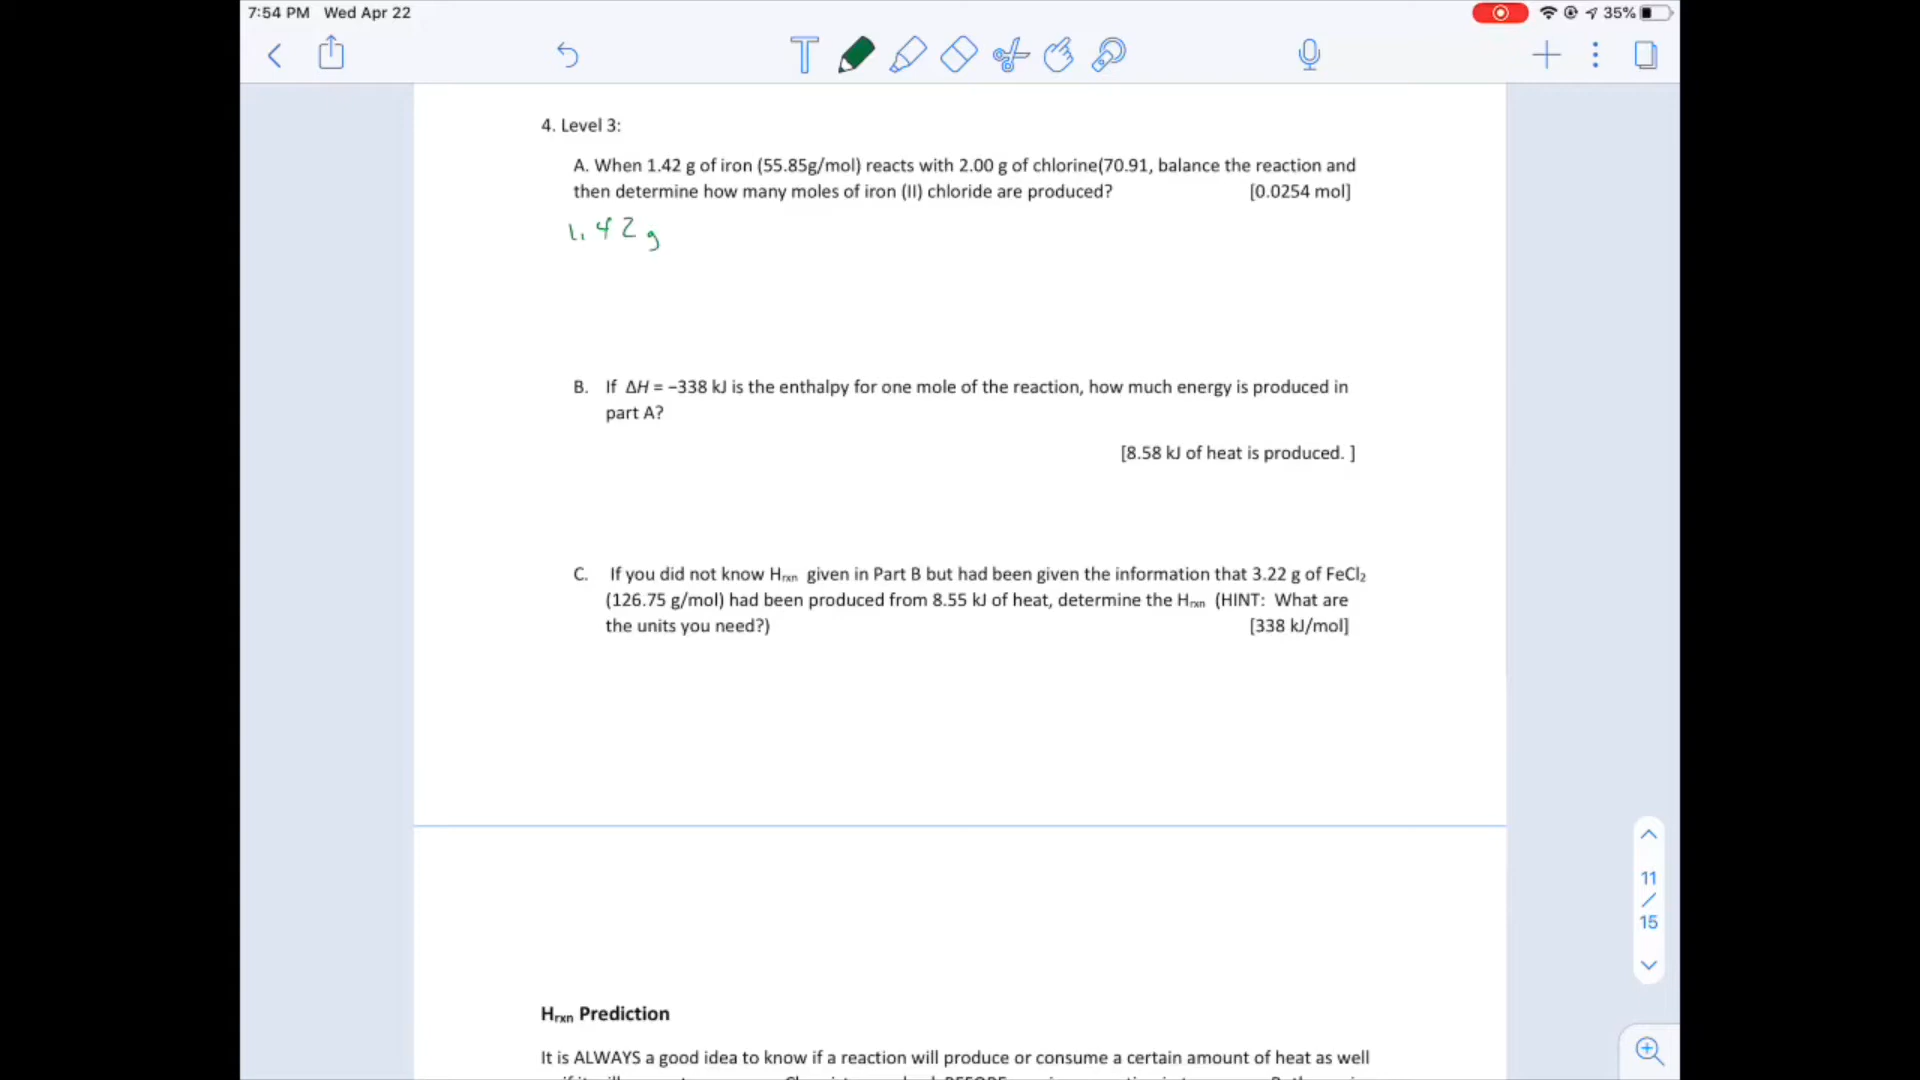 7:54 PM Wed Apr 22
35%
4. Level 3:
A. When 1.42 g of iron (55.85g/mol) reacts with 2.00 g of chlorine(70.91, balance the reaction and
then determine how many moles of iron (II) chloride are produced? [0.0254 mol]
1.42 g
B. If ΔH = −338 kJ is the enthalpy for one mole of the reaction, how much energy is produced in
part A?
[8.58 kJ of heat is produced. ]
C. If you did not know Hrxn given in Part B but had been given the information that 3.22 g of FeCl₂
(126.75 g/mol) had been produced from 8.55 kJ of heat, determine the Hrxn (HINT: What are
the units you need?) [338 kJ/mol]
11
/
15
Hrxn Prediction
It is ALWAYS a good idea to know if a reaction will produce or consume a certain amount of heat as well